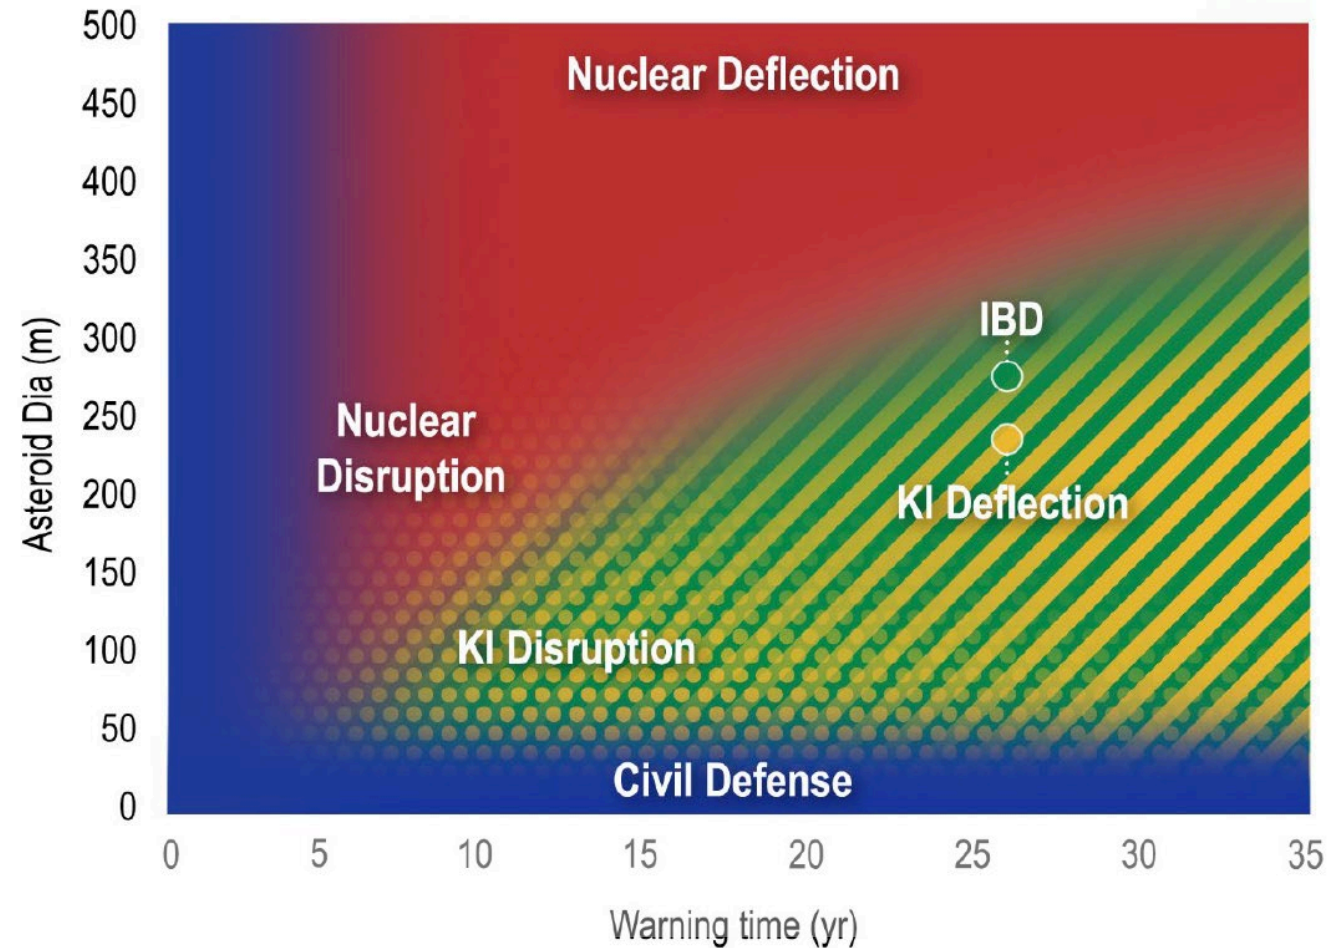 500
450
400
350
300
250
200
150
100
50
0
Asteroid Dia (m)
Nuclear Deflection
IBD
Nuclear
Disruption
KI Deflection
KI Disruption
Civil Defense
0 5 10 15 20 25 30 35
Warning time (yr)